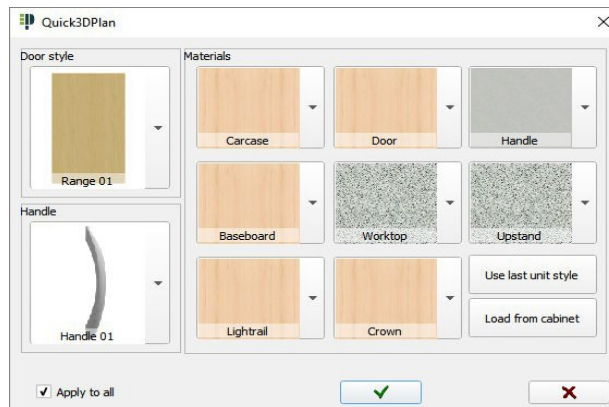 Quick3DPlan
Door style
Range 01
Handle
Handle 01
Materials
Carcase
Door
Handle
Baseboard
Worktop
Upstand
Lightrail
Crown
Use last unit style
Load from cabinet
Apply to all